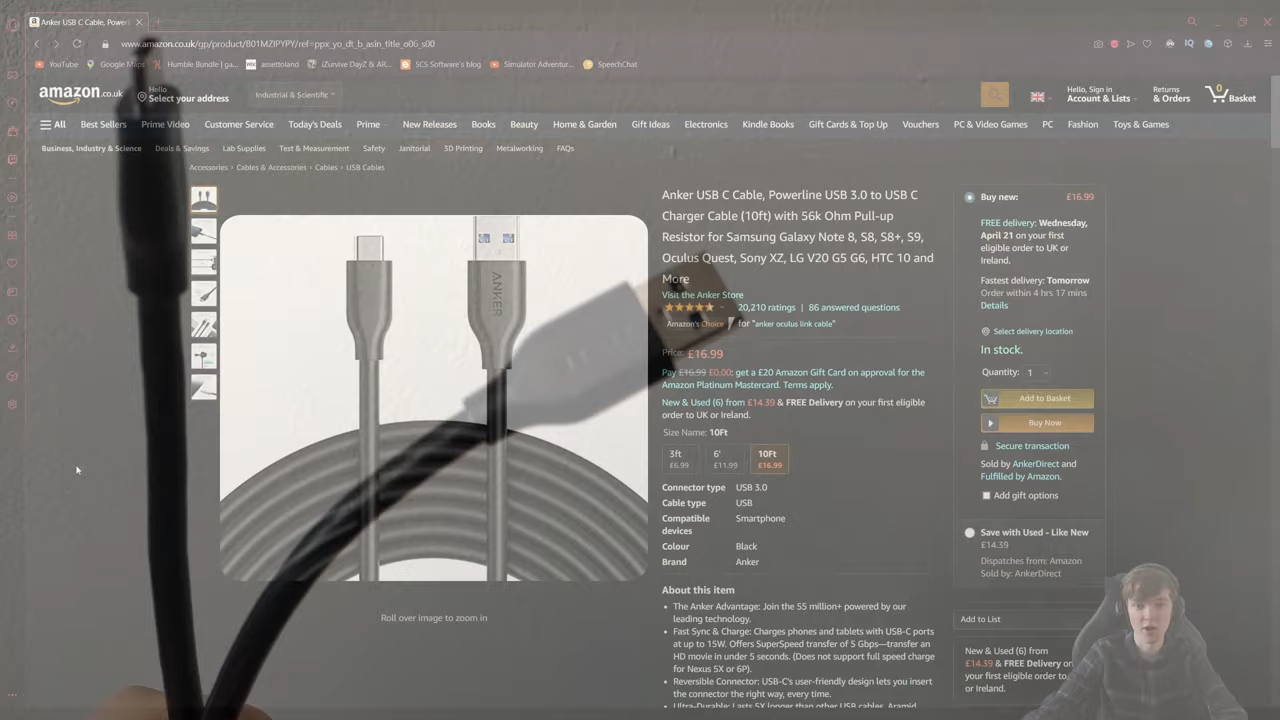 Anker USB C Cable, Powerl
www.amazon.co.uk/gp/product/B01MZIPYPY/ref=ppx_yo_dt_b_asin_title_o06_s00
YouTube Google Maps Humble Bundle | ga... assettoland iZurvive DayZ & AR... SCS Software's blog Simulator Adventur... SpeechChat
amazon.co.uk
Hello
Select your address
Industrial & Scientific
Hello, Sign in
Account & Lists
Returns
& Orders
0
Basket
All Best Sellers Prime Video Customer Service Today's Deals Prime New Releases Books Beauty Home & Garden Gift Ideas Electronics Kindle Books Gift Cards & Top Up Vouchers PC & Video Games PC Fashion Toys & Games
Business, Industry & Science Deals & Savings Lab Supplies Test & Measurement Safety Janitorial 3D Printing Metalworking FAQs
Accessories › Cables & Accessories › Cables › USB Cables
ANKER
Roll over image to zoom in
Anker USB C Cable, Powerline USB 3.0 to USB C
Charger Cable (10ft) with 56k Ohm Pull-up
Resistor for Samsung Galaxy Note 8, S8, S8+, S9,
Oculus Quest, Sony XZ, LG V20 G5 G6, HTC 10 and
More
Visit the Anker Store
20,210 ratings | 86 answered questions
Amazon's Choice for "anker oculus link cable"
Price: £16.99
Pay £16.99 £0.00: get a £20 Amazon Gift Card on approval for the
Amazon Platinum Mastercard. Terms apply.
New & Used (6) from £14.39 & FREE Delivery on your first eligible
order to UK or Ireland.
Size Name: 10Ft
3ft
£6.99
6'
£11.99
10Ft
£16.99
Connector type USB 3.0
Cable type USB
Compatible Smartphone
devices
Colour Black
Brand Anker
About this item
• The Anker Advantage: Join the 55 million+ powered by our
leading technology.
• Fast Sync & Charge: Charges phones and tablets with USB-C ports
at up to 15W. Offers SuperSpeed transfer of 5 Gbps—transfer an
HD movie in under 5 seconds. (Does not support full speed charge
for Nexus 5X or 6P).
• Reversible Connector: USB-C's user-friendly design lets you insert
the connector the right way, every time.
• Ultra-Durable: Lasts 5X longer than other USB cables. Aramid
Buy new: £16.99
FREE delivery: Wednesday,
April 21 on your first
eligible order to UK or
Ireland.
Fastest delivery: Tomorrow
Order within 4 hrs 17 mins
Details
Select delivery location
In stock.
Quantity: 1
Add to Basket
Buy Now
Secure transaction
Sold by AnkerDirect and
Fulfilled by Amazon.
Add gift options
Save with Used - Like New
£14.39
Dispatches from: Amazon
Sold by: AnkerDirect
Add to List
New & Used (6) from
£14.39 & FREE Delivery on
your first eligible order to
or Ireland.